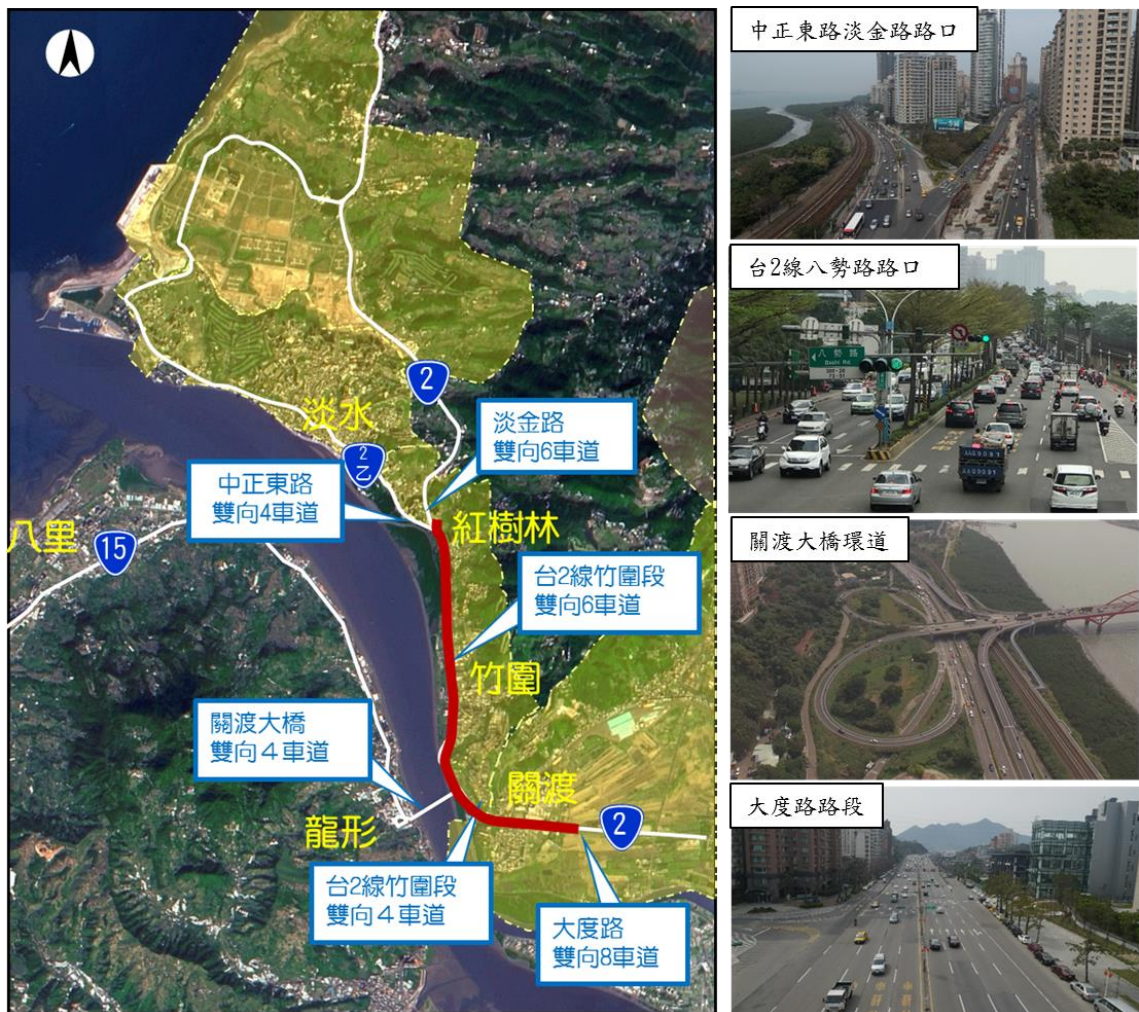 2
淡水
2
乙
淡金路
雙向6車道
中正東路
雙向4車道
八里
15
紅樹林
台2線竹圍段
雙向6車道
竹圍
關渡大橋
雙向4車道
關渡
龍形
2
台2線竹圍段
雙向4車道
大度路
雙向8車道
中正東路淡金路路口
台2線八勢路路口
八勢路
關渡大橋環道
大度路路段